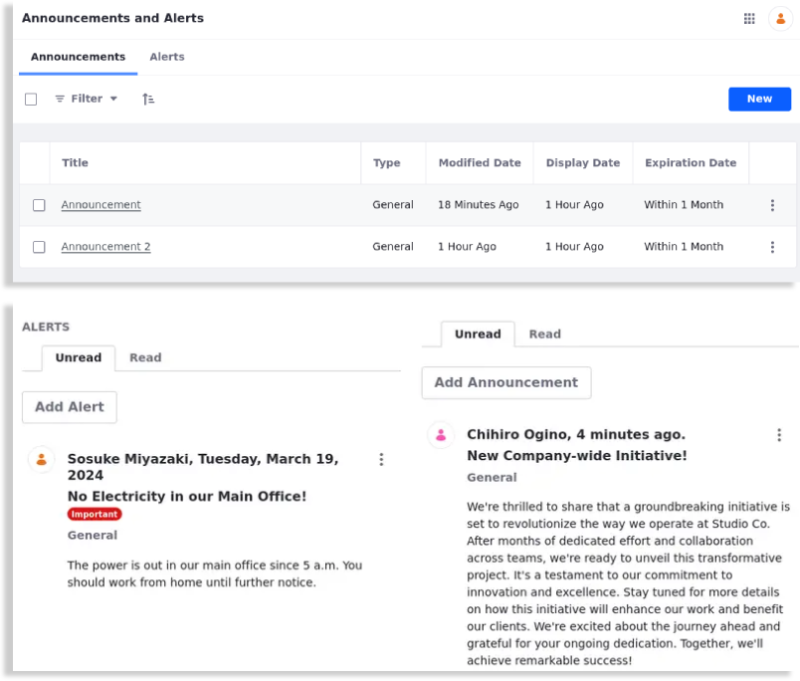 Announcements and Alerts
Announcements Alerts
Filter New
Title Type Modified Date Display Date Expiration Date
Announcement General 18 Minutes Ago 1 Hour Ago Within 1 Month
Announcement 2 General 1 Hour Ago 1 Hour Ago Within 1 Month
ALERTS
Unread Read
Add Alert
Sosuke Miyazaki, Tuesday, March 19,
2024
No Electricity in our Main Office!
Important
General
The power is out in our main office since 5 a.m. You
should work from home until further notice.
Unread Read
Add Announcement
Chihiro Ogino, 4 minutes ago.
New Company-wide Initiative!
General
We're thrilled to share that a groundbreaking initiative is
set to revolutionize the way we operate at Studio Co.
After months of dedicated effort and collaboration
across teams, we're ready to unveil this transformative
project. It's a testament to our commitment to
innovation and excellence. Stay tuned for more details
on how this initiative will enhance our work and benefit
our clients. We're excited about the journey ahead and
grateful for your ongoing dedication. Together, we'll
achieve remarkable success!